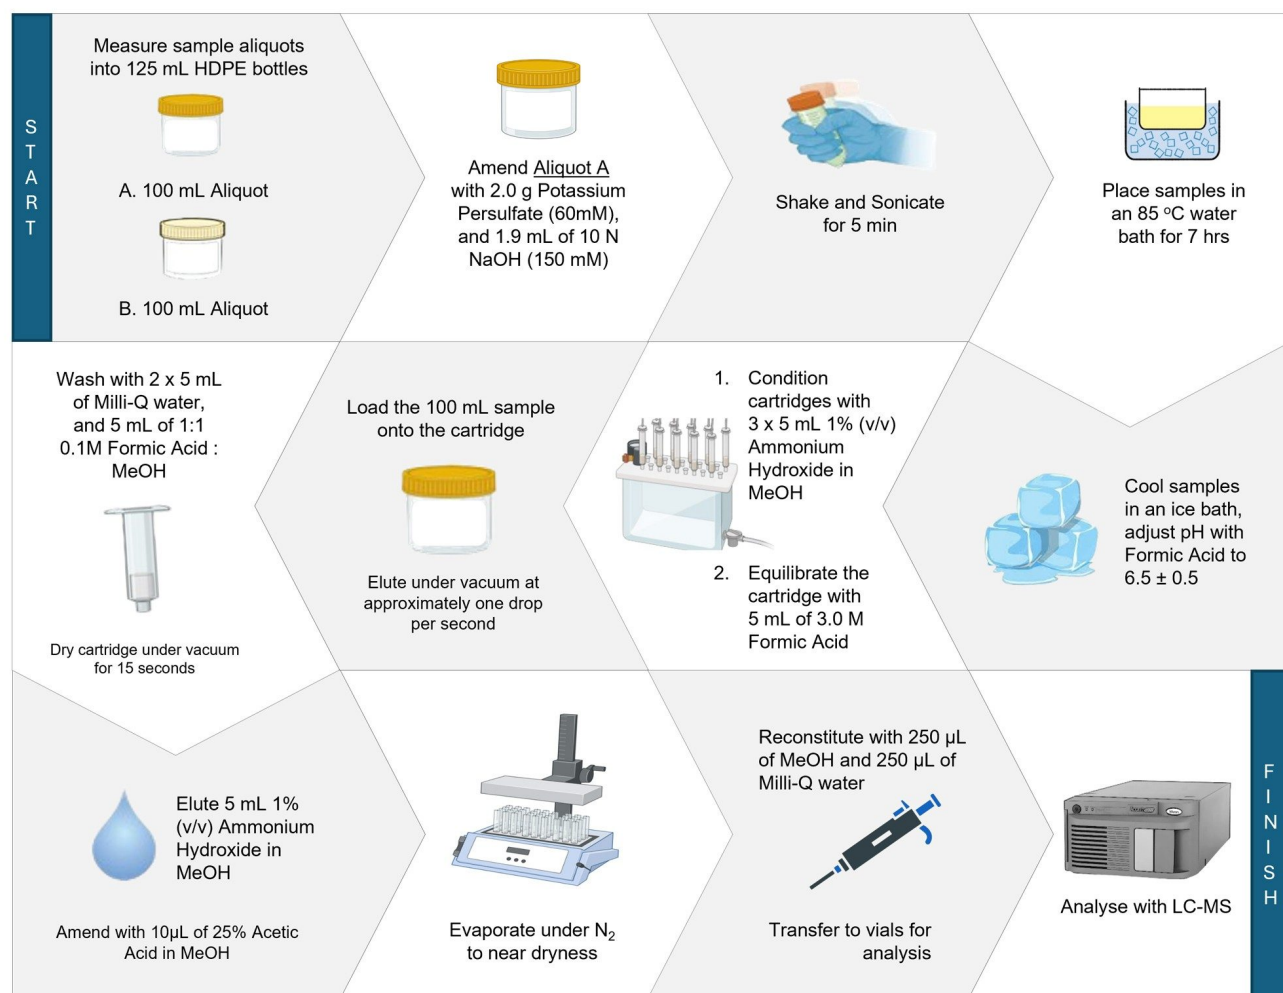 START
Measure sample aliquots
into 125 mL HDPE bottles
A. 100 mL Aliquot
B. 100 mL Aliquot
Amend Aliquot A
with 2.0 g Potassium
Persulfate (60mM),
and 1.9 mL of 10 N
NaOH (150 mM)
Shake and Sonicate
for 5 min
Place samples in
an 85 °C water
bath for 7 hrs
Cool samples
in an ice bath,
adjust pH with
Formic Acid to
6.5 ± 0.5
1. Condition
cartridges with
3 x 5 mL 1% (v/v)
Ammonium
Hydroxide in
MeOH
2. Equilibrate the
cartridge with
5 mL of 3.0 M
Formic Acid
Load the 100 mL sample
onto the cartridge
Elute under vacuum at
approximately one drop
per second
Wash with 2 x 5 mL
of Milli-Q water,
and 5 mL of 1:1
0.1M Formic Acid :
MeOH
Dry cartridge under vacuum
for 15 seconds
Elute 5 mL 1%
(v/v) Ammonium
Hydroxide in
MeOH
Amend with 10µL of 25% Acetic
Acid in MeOH
Evaporate under N₂
to near dryness
Reconstitute with 250 µL
of MeOH and 250 µL of
Milli-Q water
Transfer to vials for
analysis
Analyse with LC-MS
FINISH